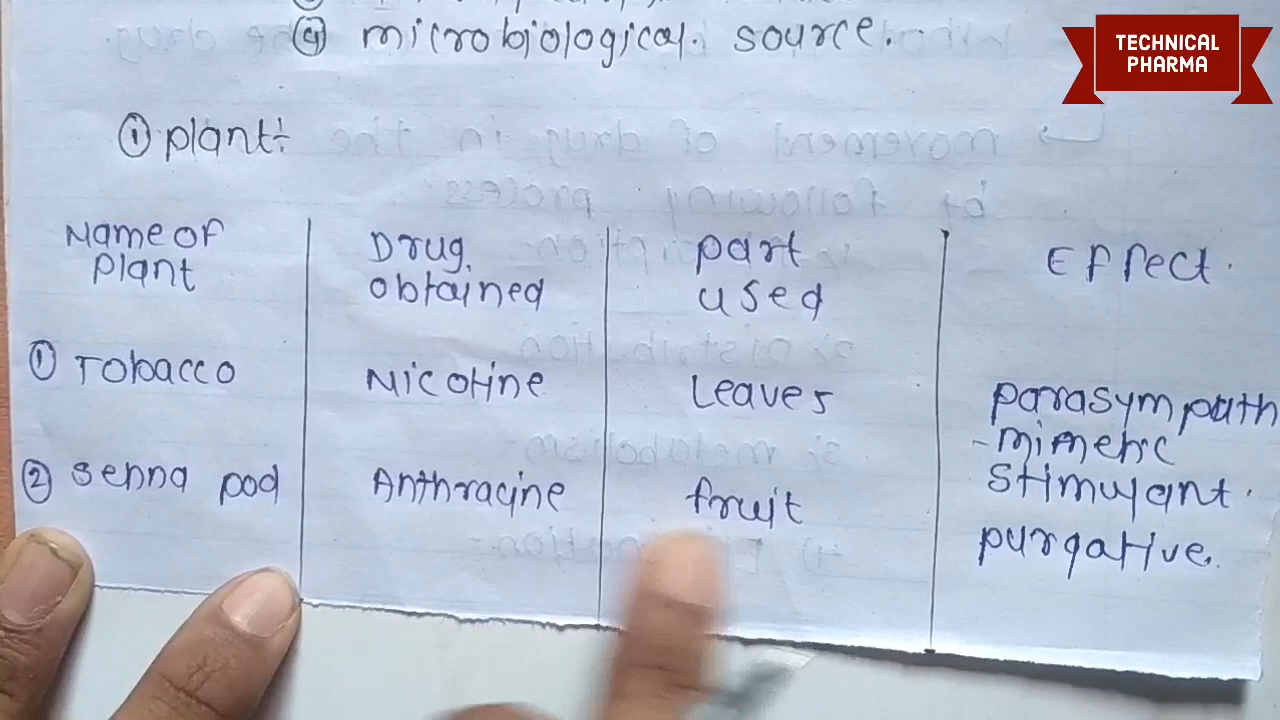 ④ microbiological. source.
TECHNICAL
PHARMA
① plant:
Name of
plant
Drug
obtained
part
used
Effect.
① Tobacco
Nicotine
Leaves
parasympath
-mimetic
② Senna pod
Anthracine
fruit
stimulant.
purgative.